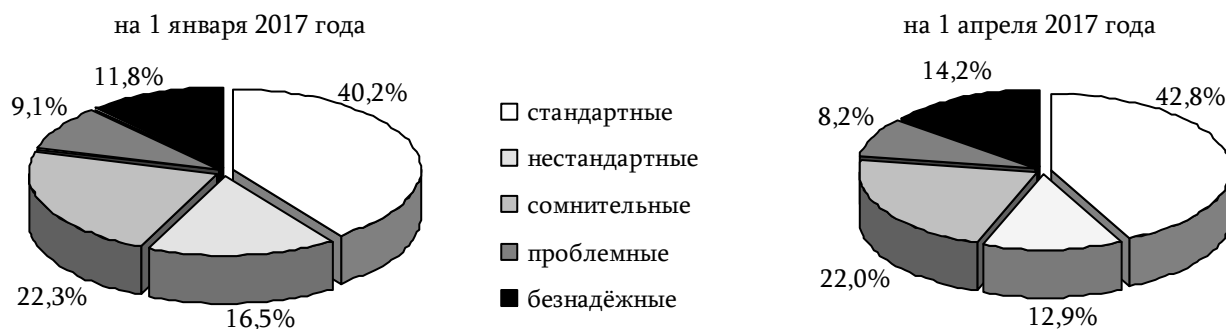 на 1 января 2017 года
11,8%
40,2%
9,1%
22,3%
16,5%
стандартные
нестандартные
сомнительные
проблемные
безнадёжные
на 1 апреля 2017 года
14,2%
42,8%
8,2%
22,0%
12,9%